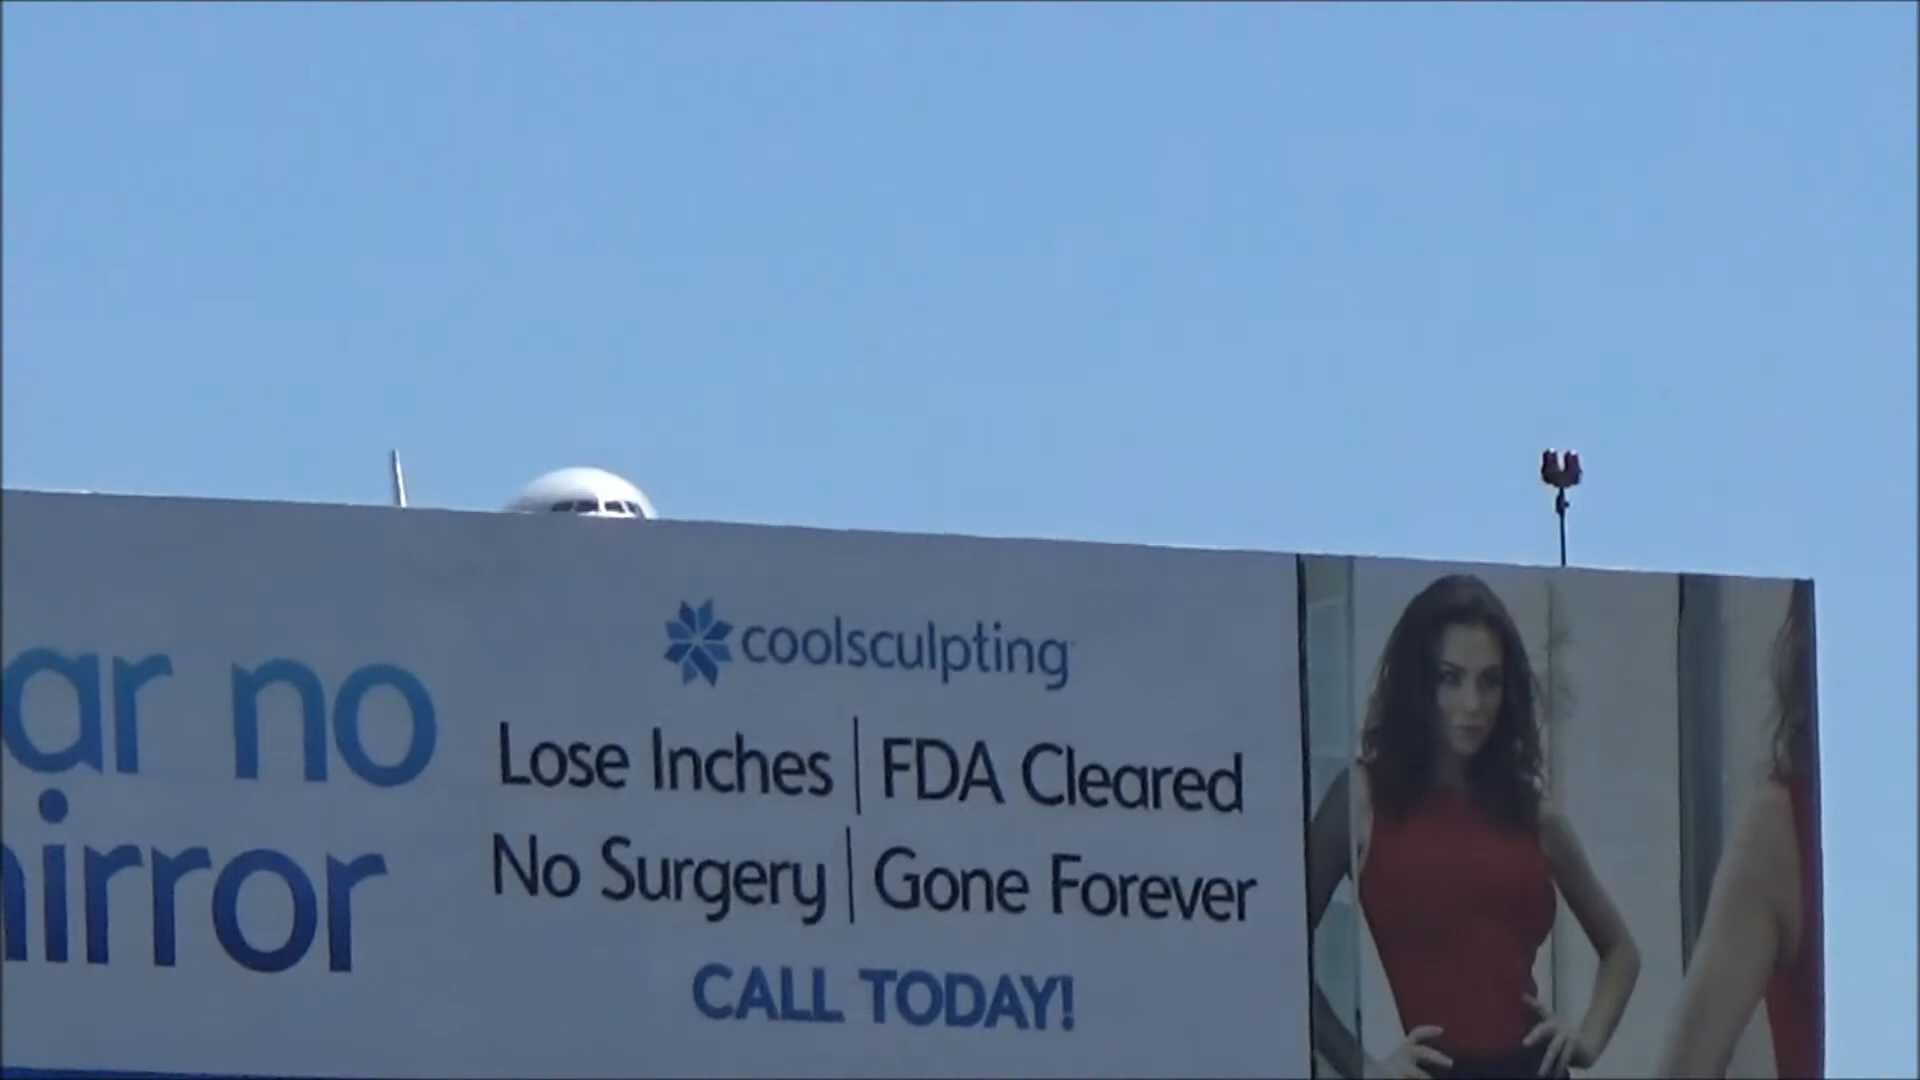 ar no
irror
coolsculpting
Lose Inches | FDA Cleared
No Surgery | Gone Forever
CALL TODAY!